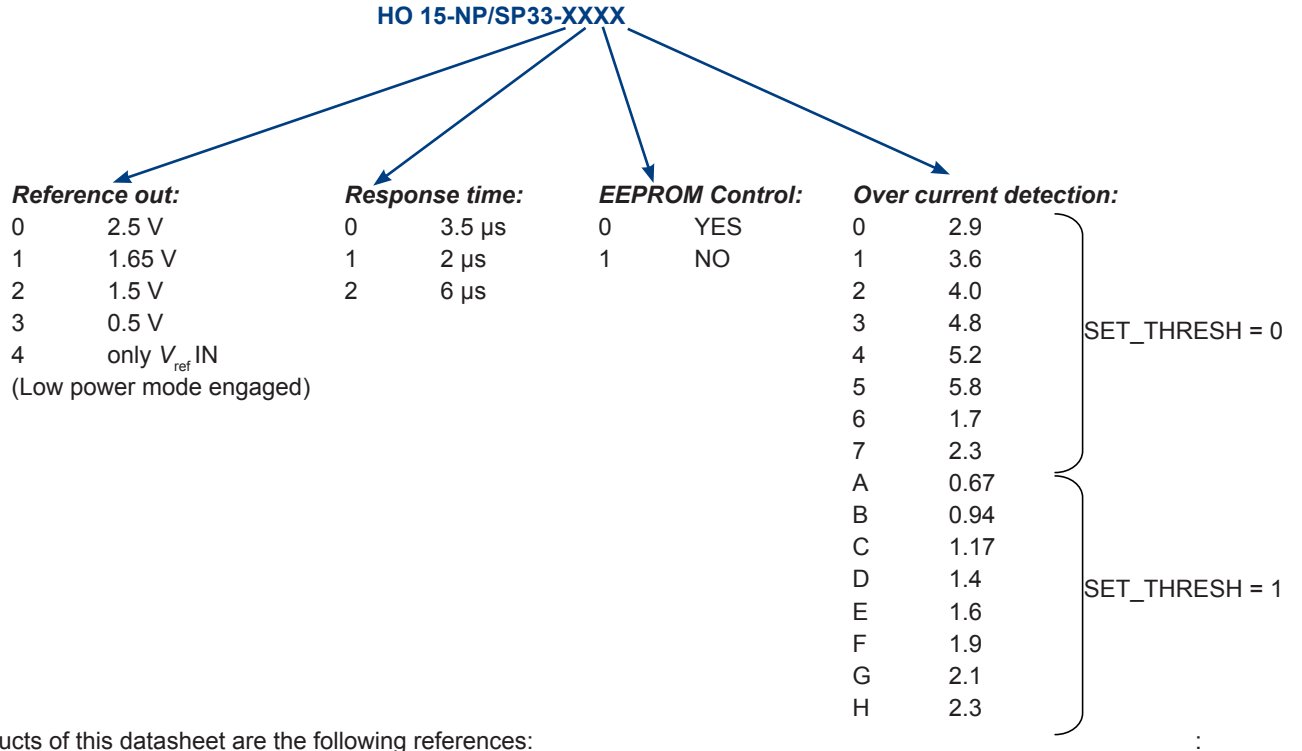 HO 15-NP/SP33-XXXX
Reference out: Response time: EEPROM Control: Over current detection:
0 2.5 V 0 3.5 µs 0 YES 0 2.9
1 1.65 V 1 2 µs 1 NO 1 3.6
2 1.5 V 2 6 µs 2 4.0
3 0.5 V 3 4.8
SET_THRESH = 0
4 only Vref IN 4 5.2
(Low power mode engaged) 5 5.8
6 1.7
7 2.3
A 0.67
B 0.94
C 1.17
D 1.4
SET_THRESH = 1
E 1.6
F 1.9
G 2.1
H 2.3
ucts of this datasheet are the following references: :